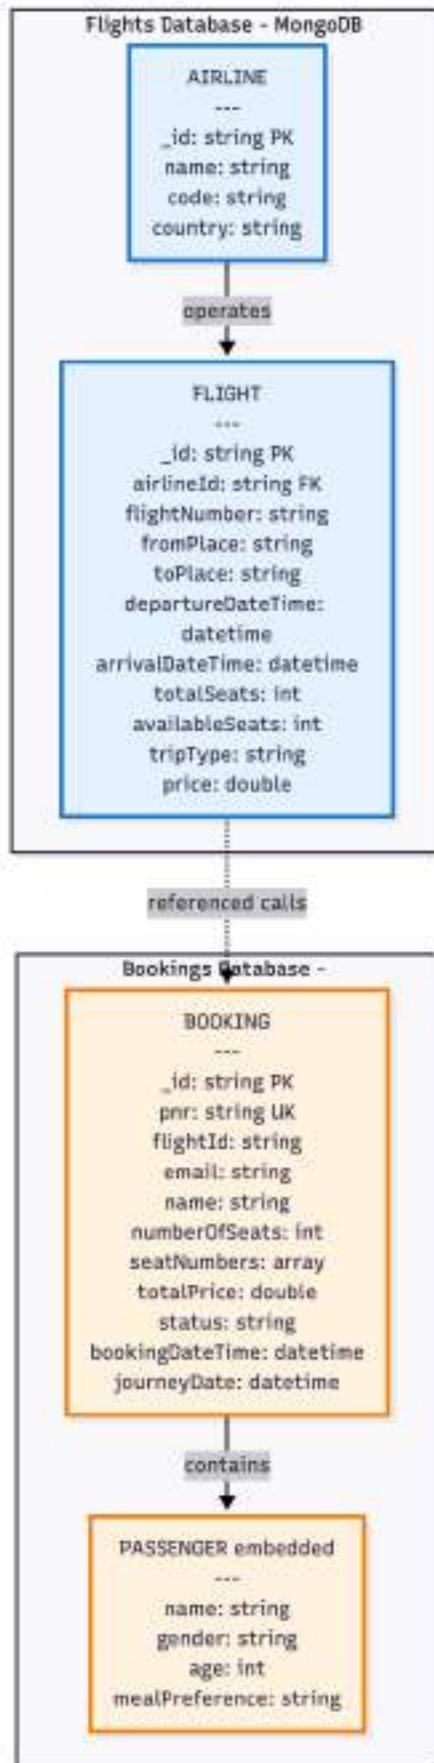 Flights Database - MongoDB
AIRLINE
---
_id: string PK
name: string
code: string
country: string
operates
FLIGHT
---
_id: string PK
airlineId: string FK
flightNumber: string
fromPlace: string
toPlace: string
departureDateTime:
datetime
arrivalDateTime: datetime
totalSeats: int
availableSeats: int
tripType: string
price: double
referenced calls
Bookings Database -
BOOKING
---
_id: string PK
pnr: string UK
flightId: string
email: string
name: string
numberOfSeats: int
seatNumbers: array
totalPrice: double
status: string
bookingDateTime: datetime
journeyDate: datetime
contains
PASSENGER embedded
---
name: string
gender: string
age: int
mealPreference: string